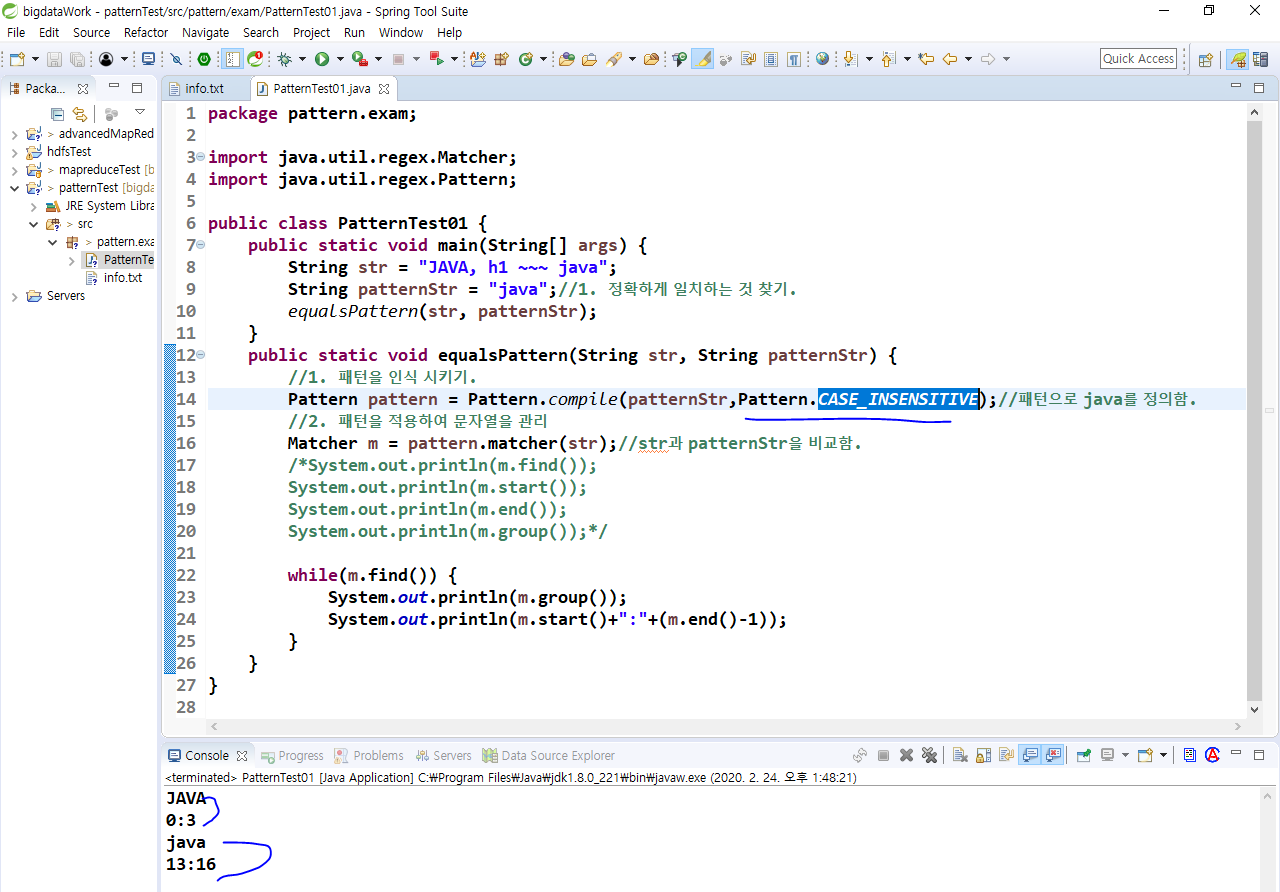 bigdataWork - patternTest/src/pattern/exam/PatternTest01.java - Spring Tool Suite
File Edit Source Refactor Navigate Search Project Run Window Help
Quick Access
Packa...
info.txt
PatternTest01.java
> advancedMapRed
hdfsTest
> mapreduceTest [b
> patternTest [bigda
JRE System Libra
> src
> pattern.exa
PatternTe
info.txt
Servers
1 package pattern.exam;
2
3 import java.util.regex.Matcher;
4 import java.util.regex.Pattern;
5
6 public class PatternTest01 {
7 public static void main(String[] args) {
8 String str = "JAVA, h1 ~~~ java";
9 String patternStr = "java";//1. 정확하게 일치하는 것 찾기.
10 equalsPattern(str, patternStr);
11 }
12 public static void equalsPattern(String str, String patternStr) {
13 //1. 패턴을 인식 시키기.
14 Pattern pattern = Pattern.compile(patternStr,Pattern.CASE_INSENSITIVE);//패턴으로 java를 정의함.
15 //2. 패턴을 적용하여 문자열을 관리
16 Matcher m = pattern.matcher(str);//str과 patternStr을 비교함.
17 /*System.out.println(m.find());
18 System.out.println(m.start());
19 System.out.println(m.end());
20 System.out.println(m.group());*/
21
22 while(m.find()) {
23 System.out.println(m.group());
24 System.out.println(m.start()+":"+(m.end()-1));
25 }
26 }
27 }
28
Console Progress Problems Servers Data Source Explorer
<terminated> PatternTest01 [Java Application] C:₩Program Files₩Java₩jdk1.8.0_221₩bin₩javaw.exe (2020. 2. 24. 오후 1:48:21)
JAVA
0:3
java
13:16